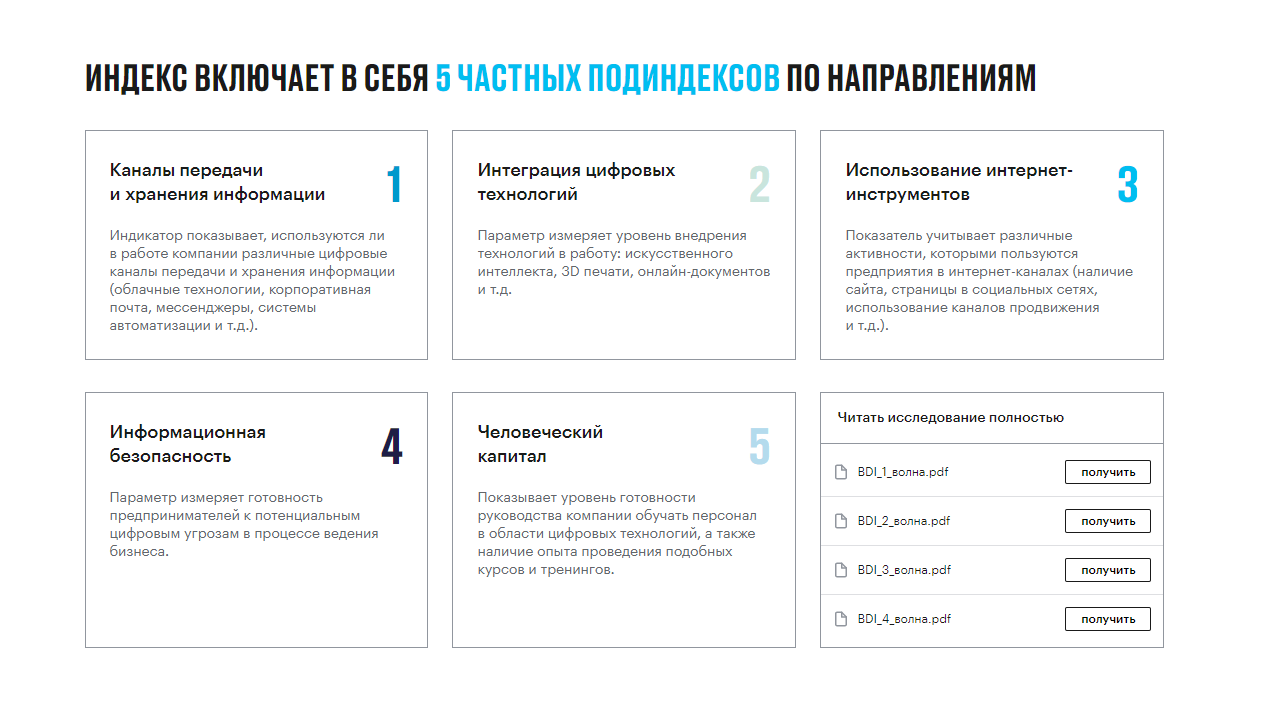 ИНДЕКС ВКЛЮЧАЕТ В СЕБЯ 5 ЧАСТНЫХ ПОДИНДЕКСОВ ПО НАПРАВЛЕНИЯМ
Каналы передачи
и хранения информации
1
Индикатор показывает, используются ли
в работе компании различные цифровые
каналы передачи и хранения информации
(облачные технологии, корпоративная
почта, мессенджеры, системы
автоматизации и т.д.).
Интеграция цифровых
технологий
2
Параметр измеряет уровень внедрения
технологий в работу: искусственного
интеллекта, 3D печати, онлайн-документов
и т.д.
Использование интернет-
инструментов
3
Показатель учитывает различные
активности, которыми пользуются
предприятия в интернет-каналах (наличие
сайта, страницы в социальных сетях,
использование каналов продвижения
и т.д.).
Информационная
безопасность
4
Параметр измеряет готовность
предпринимателей к потенциальным
цифровым угрозам в процессе ведения
бизнеса.
Человеческий
капитал
5
Показывает уровень готовности
руководства компании обучать персонал
в области цифровых технологий, а также
наличие опыта проведения подобных
курсов и тренингов.
Читать исследование полностью
BDI_1_волна.pdf получить
BDI_2_волна.pdf получить
BDI_3_волна.pdf получить
BDI_4_волна.pdf получить